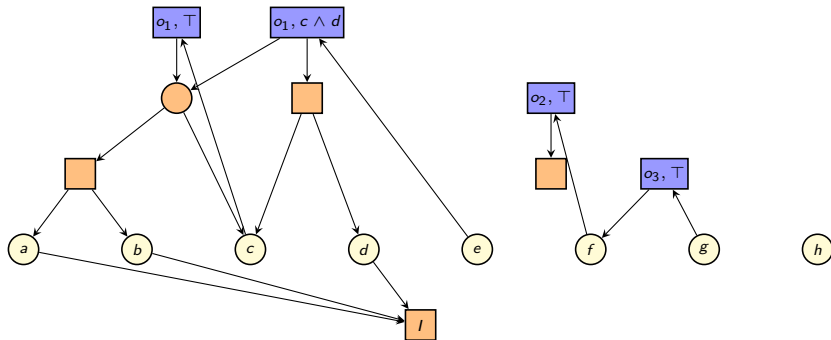 o₁, ⊤
o₁, c ∧ d
o₂, ⊤
o₃, ⊤
a
b
c
d
e
f
g
h
I